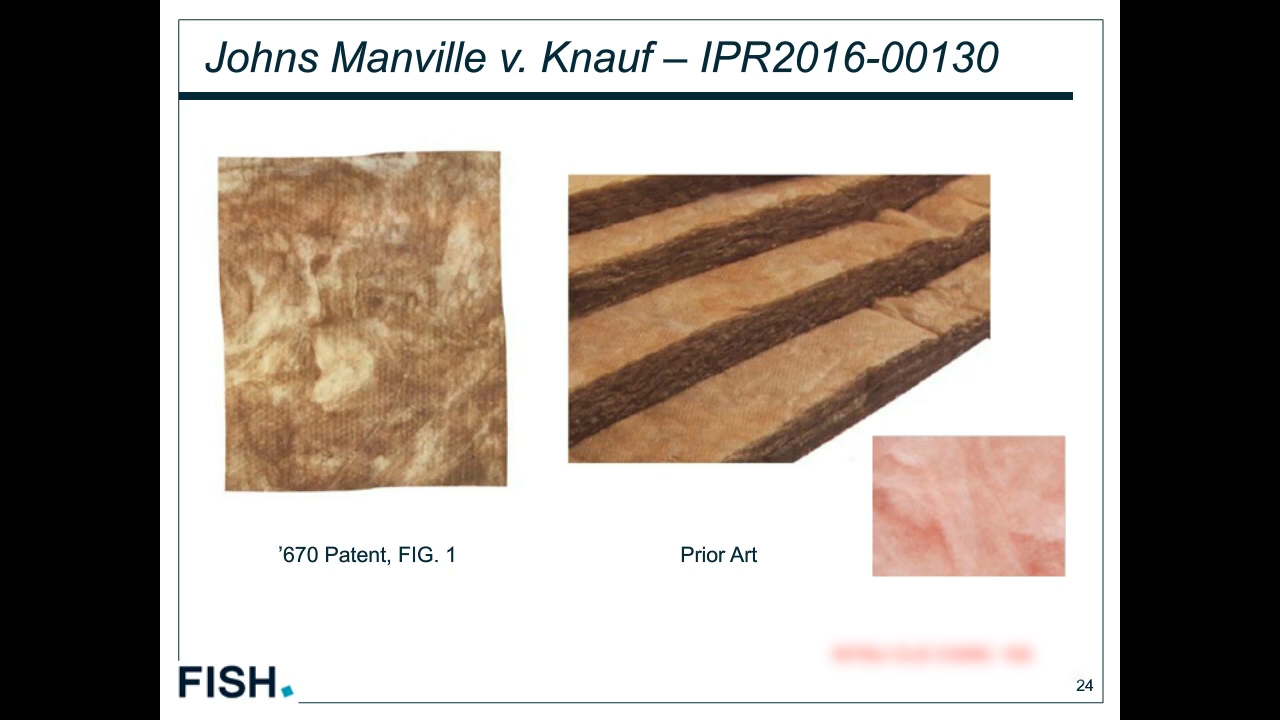 Johns Manville v. Knauf – IPR2016-00130
’670 Patent, FIG. 1
Prior Art
FISH.
24